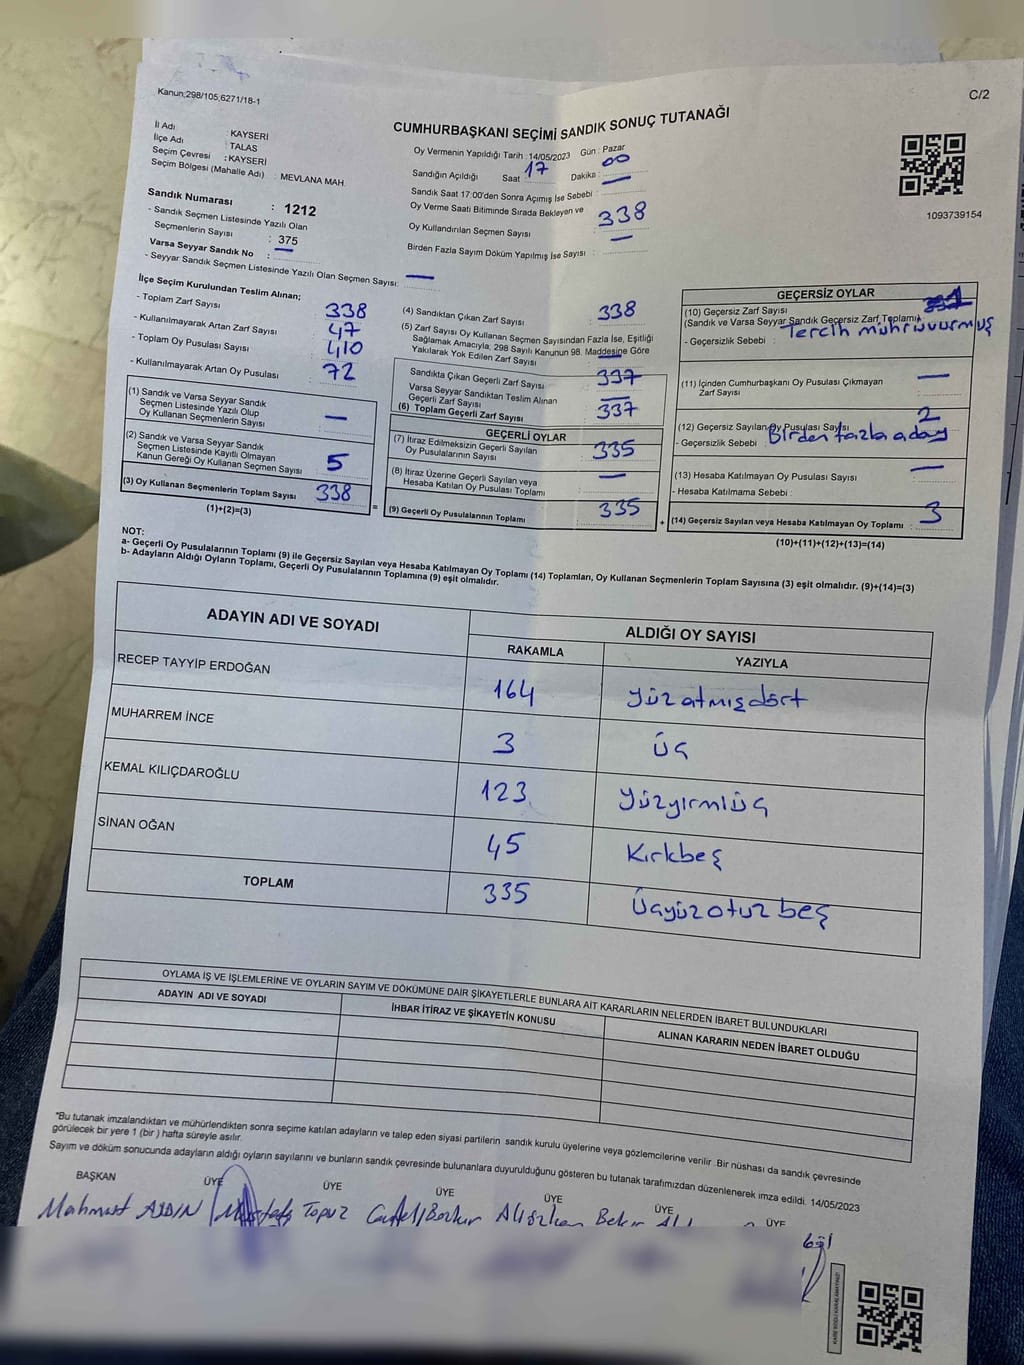 Kanun;298/105,6271/18-1
C/2
CUMHURBAŞKANI SEÇİMİ SANDIK SONUÇ TUTANAĞI
İl Adı : KAYSERİ
İlçe Adı : TALAS
Seçim Çevresi : KAYSERİ
Seçim Bölgesi (Mahalle Adı) : MEVLANA MAH.
Sandık Numarası : 1212
- Sandık Seçmen Listesinde Yazılı Olan
Seçmenlerin Sayısı : 375
Varsa Seyyar Sandık No : —
- Seyyar Sandık Seçmen Listesinde Yazılı Olan Seçmen Sayısı: —
Oy Vermenin Yapıldığı Tarih : 14/05/2023 Gün : Pazar
Sandığın Açıldığı Saat : 17 Dakika : 00
Sandık Saat 17:00'den Sonra Açımış İse Sebebi : —
Oy Verme Saati Bitiminde Sırada Bekleyen ve
Oy Kullandırılan Seçmen Sayısı : 338
Birden Fazla Sayım Döküm Yapılmış İse Sayısı : —
1093739154
İlçe Seçim Kurulundan Teslim Alınan;
- Toplam Zarf Sayısı : 338
- Kullanılmayarak Artan Zarf Sayısı : 47
- Toplam Oy Pusulası Sayısı : 410
- Kullanılmayarak Artan Oy Pusulası : 72
(1) Sandık ve Varsa Seyyar Sandık
Seçmen Listesinde Yazılı Olup
Oy Kullanan Seçmenlerin Sayısı : —
(2) Sandık ve Varsa Seyyar Sandık
Seçmen Listesinde Kayıtlı Olmayan
Kanun Gereği Oy Kullanan Seçmen Sayısı : 5
(3) Oy Kullanan Seçmenlerin Toplam Sayısı : 338
(1)+(2)=(3)
=
(4) Sandıktan Çıkan Zarf Sayısı : 338
(5) Zarf Sayısı Oy Kullanan Seçmen Sayısından Fazla İse, Eşitliği
Sağlamak Amacıyla; 298 Sayılı Kanunun 98. Maddesine Göre
Yakılarak Yok Edilen Zarf Sayısı : —
Sandıkta Çıkan Geçerli Zarf Sayısı : 337
Varsa Seyyar Sandıktan Teslim Alınan
Geçerli Zarf Sayısı : —
(6) Toplam Geçerli Zarf Sayısı : 337
GEÇERLİ OYLAR
(7) İtiraz Edilmeksizin Geçerli Sayılan
Oy Pusulalarının Sayısı : 335
(8) İtiraz Üzerine Geçerli Sayılan veya
Hesaba Katılan Oy Pusulası Toplamı : —
(9) Geçerli Oy Pusulalarının Toplamı : 335
+
GEÇERSİZ OYLAR
(10) Geçersiz Zarf Sayısı
(Sandık ve Varsa Seyyar Sandık Geçersiz Zarf Toplamı) : 1
- Geçersizlik Sebebi : Tercih mührü vurmuş
(11) İçinden Cumhurbaşkanı Oy Pusulası Çıkmayan
Zarf Sayısı : —
(12) Geçersiz Sayılan Oy Pusulası Sayısı : 2
- Geçersizlik Sebebi : Birden fazla aday
(13) Hesaba Katılmayan Oy Pusulası Sayısı : —
- Hesaba Katılmama Sebebi :
(14) Geçersiz Sayılan veya Hesaba Katılmayan Oy Toplamı : 3
(10)+(11)+(12)+(13)=(14)
NOT:
a- Geçerli Oy Pusulalarının Toplamı (9) ile Geçersiz Sayılan veya Hesaba Katılmayan Oy Toplamı (14) Toplamları, Oy Kullanan Seçmenlerin Toplam Sayısına (3) eşit olmalıdır. (9)+(14)=(3)
b- Adayların Aldığı Oyların Toplamı, Geçerli Oy Pusulalarının Toplamına (9) eşit olmalıdır.
ADAYIN ADI VE SOYADI ALDIĞI OY SAYISI
RAKAMLA YAZIYLA
RECEP TAYYİP ERDOĞAN 164 Yüzatmışdört
MUHARREM İNCE 3 Üç
KEMAL KILIÇDAROĞLU 123 Yüzyirmiüç
SİNAN OĞAN 45 Kırkbeş
TOPLAM 335 Üçyüzotuzbeş
OYLAMA İŞ VE İŞLEMLERİNE VE OYLARIN SAYIM VE DÖKÜMÜNE DAİR ŞİKAYETLERLE BUNLARA AİT KARARLARIN NELERDEN İBARET BULUNDUKLARI
ADAYIN ADI VE SOYADI İHBAR İTİRAZ VE ŞİKAYETİN KONUSU ALINAN KARARIN NEDEN İBARET OLDUĞU
*Bu tutanak imzalandıktan ve mühürlendikten sonra seçime katılan adayların ve talep eden siyasi partilerin sandık kurulu üyelerine veya gözlemcilerine verilir .Bir nüshası da sandık çevresinde
görülecek bir yere 1 (bir) hafta süreyle asılır.
Sayım ve döküm sonucunda adayların aldığı oyların sayılarını ve bunların sandık çevresinde bulunanlara duyurulduğunu gösteren bu tutanak tarafımızdan düzenlenerek imza edildi. 14/05/2023
BAŞKAN ÜYE ÜYE ÜYE ÜYE ÜYE ÜYE
Mahmut AYDIN Mustafa Topuz Bozkur Ali Özkan Bekir